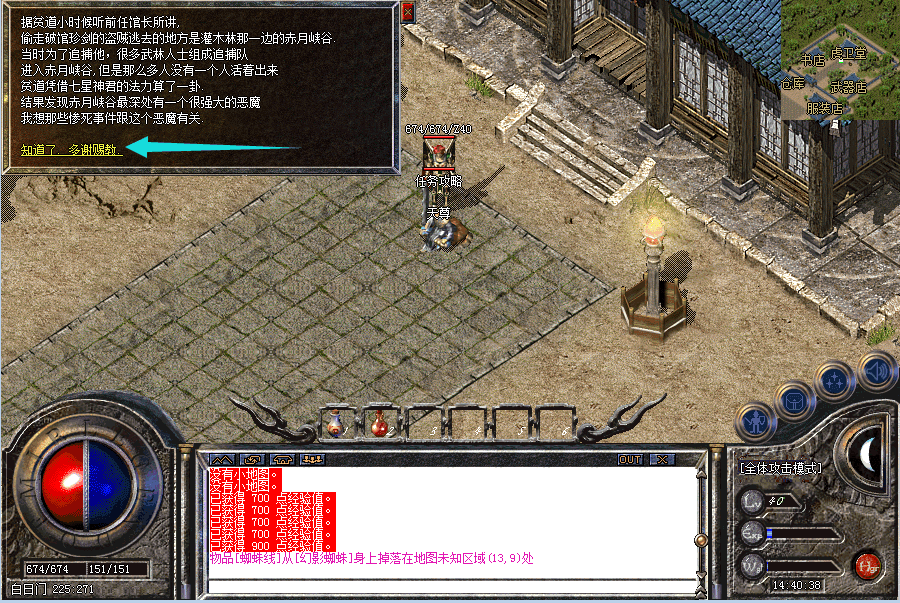 据贫道小时候听前任馆长所讲,
偷走破馆珍剑的盗贼逃去的地方是灌木林那一边的赤月峡谷.
当时为了追捕他，很多武林人士组成追捕队
进入赤月峡谷,但是那么多人没有一个人活着出来
贫道凭借七星神君的法力算了一卦.
结果发现赤月峡谷最深处有一个很强大的恶魔
我想那些惨死事件跟这个恶魔有关.
知道了．多谢赐教.
虎卫堂
书店
仓库
武器店
服装店
674/674/Z40
任务攻略
天尊
OUT
没有小地图。
没有小地图。
已获得 700 点经验值。
已获得 700 点经验值。
已获得 700 点经验值。
已获得 700 点经验值。
已获得 900 点经验值。
物品[蜘蛛线]从[幻影蜘蛛]身上掉落在地图未知区域(13,9)处
[全体攻击模式]
40
674/674
151/151
白日门 225:271
14:40:38